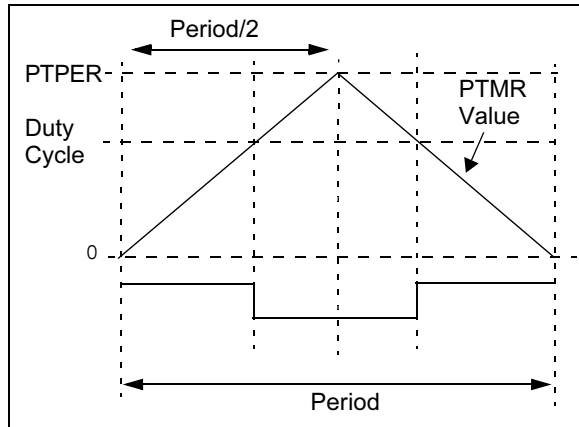 Period/2
PTPER
PTMR
Value
Duty
Cycle
0
Period